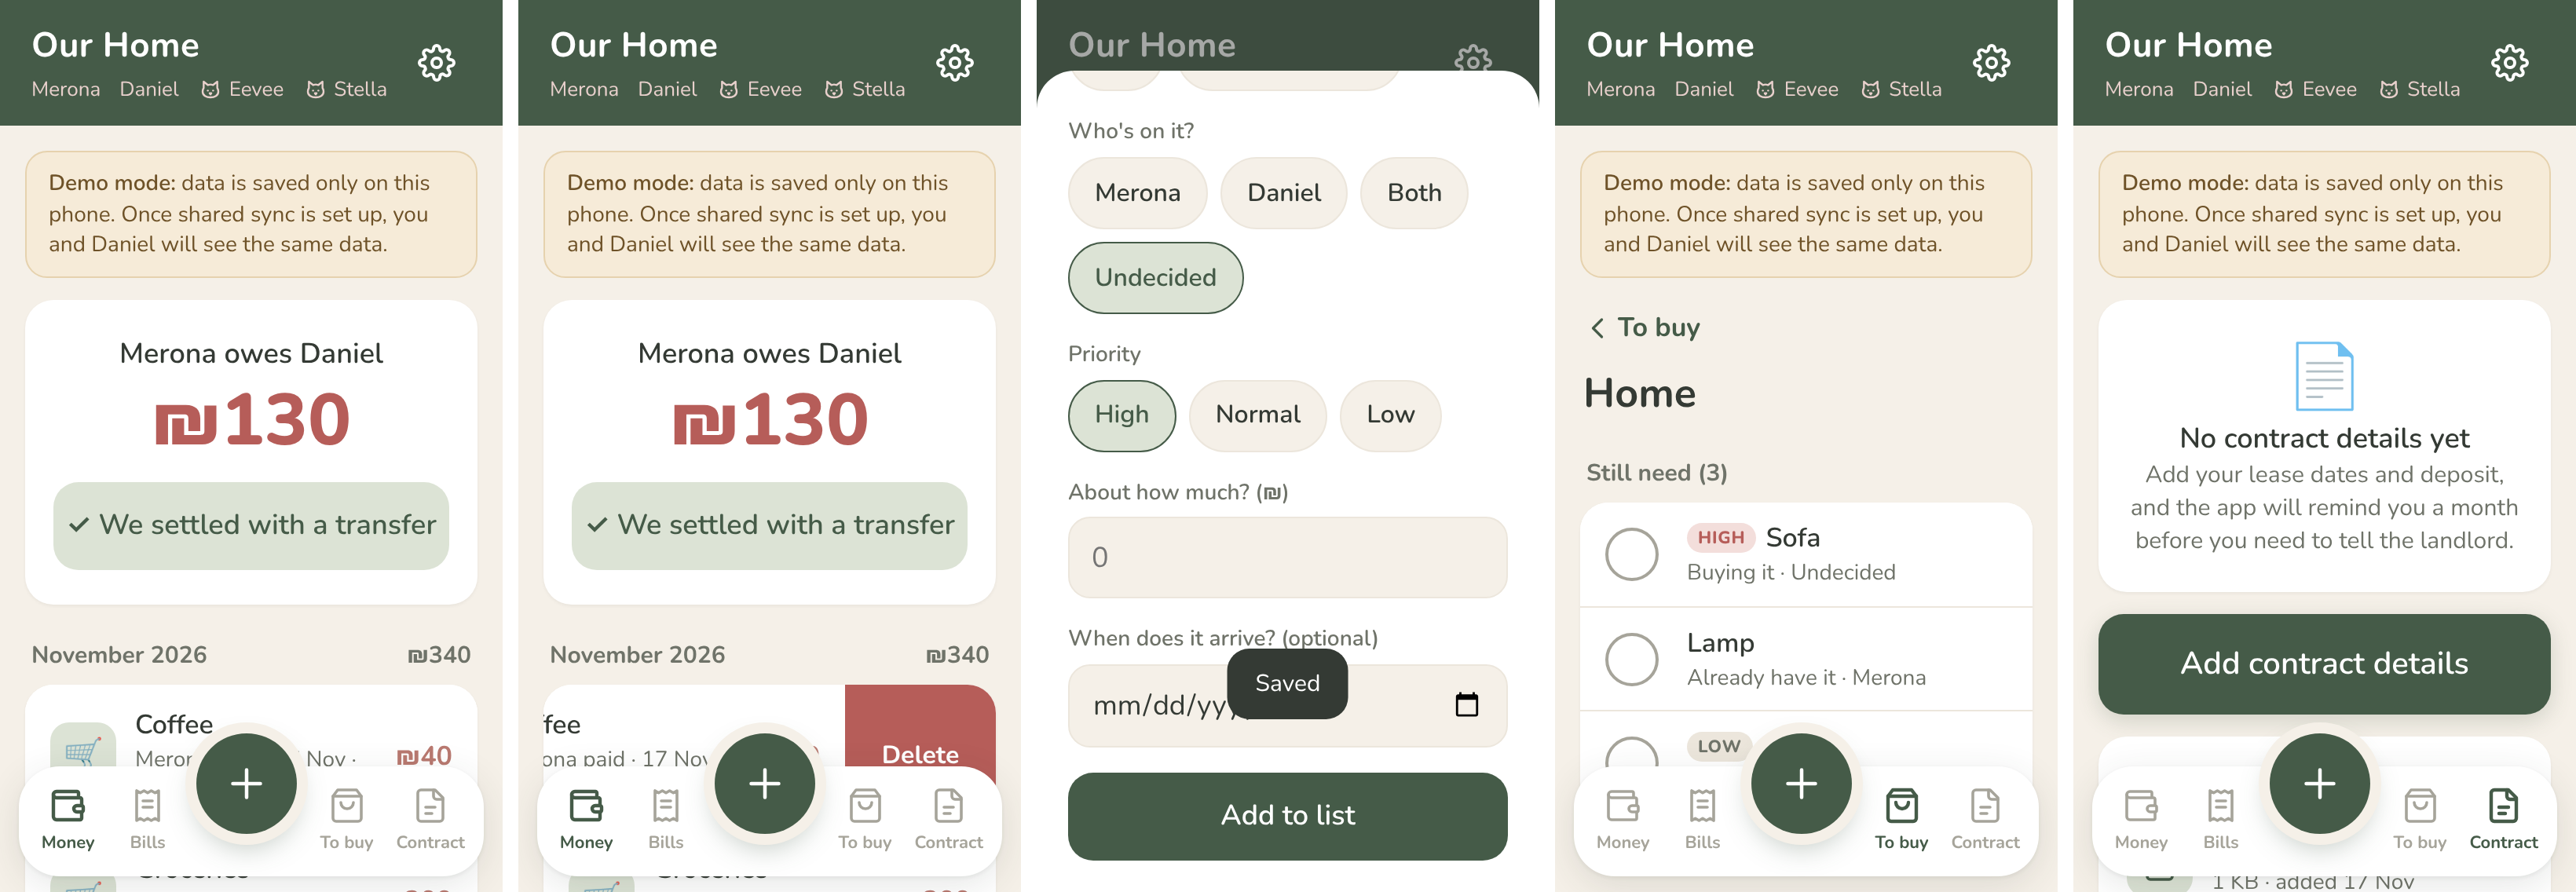 Our Home
Merona Daniel Eevee Stella
Demo mode: data is saved only on this
phone. Once shared sync is set up, you
and Daniel will see the same data.
Merona owes Daniel
₪130
✓ We settled with a transfer
November 2026 ₪340
Coffee
Nov · ₪40
Money Bills To buy Contract
Our Home
Merona Daniel Eevee Stella
Demo mode: data is saved only on this
phone. Once shared sync is set up, you
and Daniel will see the same data.
Merona owes Daniel
₪130
✓ We settled with a transfer
November 2026 ₪340
ffee
ona paid · 17 Nov
Delete
Money Bills To buy Contract
Our Home
Who's on it?
Merona Daniel Both
Undecided
Priority
High Normal Low
About how much? (₪)
0
When does it arrive? (optional)
mm/dd/yy
Saved
Add to list
Our Home
Merona Daniel Eevee Stella
Demo mode: data is saved only on this
phone. Once shared sync is set up, you
and Daniel will see the same data.
To buy
Home
Still need (3)
HIGH Sofa
Buying it · Undecided
Lamp
Already have it · Merona
LOW
Money Bills To buy Contract
Our Home
Merona Daniel Eevee Stella
Demo mode: data is saved only on this
phone. Once shared sync is set up, you
and Daniel will see the same data.
No contract details yet
Add your lease dates and deposit,
and the app will remind you a month
before you need to tell the landlord.
Add contract details
Money Bills To buy Contract
1 KB · added 17 Nov